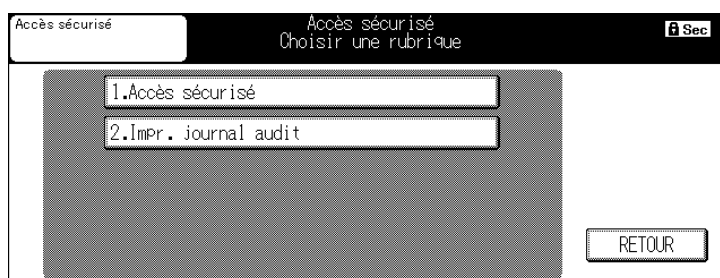 Accès sécurisé
Accès sécurisé
Choisir une rubrique
Sec
1.Accès sécurisé
2.Impr. journal audit
RETOUR